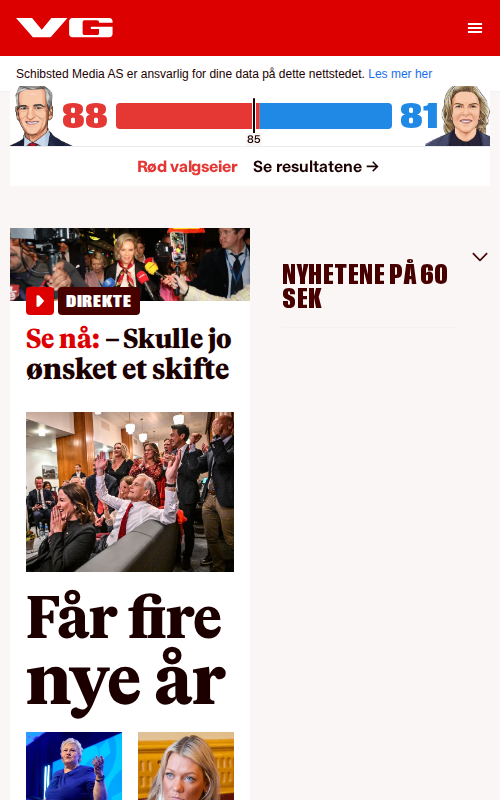 VG
Schibsted Media AS er ansvarlig for dine data på dette nettstedet. Les mer her
88
81
85
Rød valgseier Se resultatene →
DIREKTE
Se nå: – Skulle jo
ønsket et skifte
Får fire
nye år
NYHETENE PÅ 60
SEK